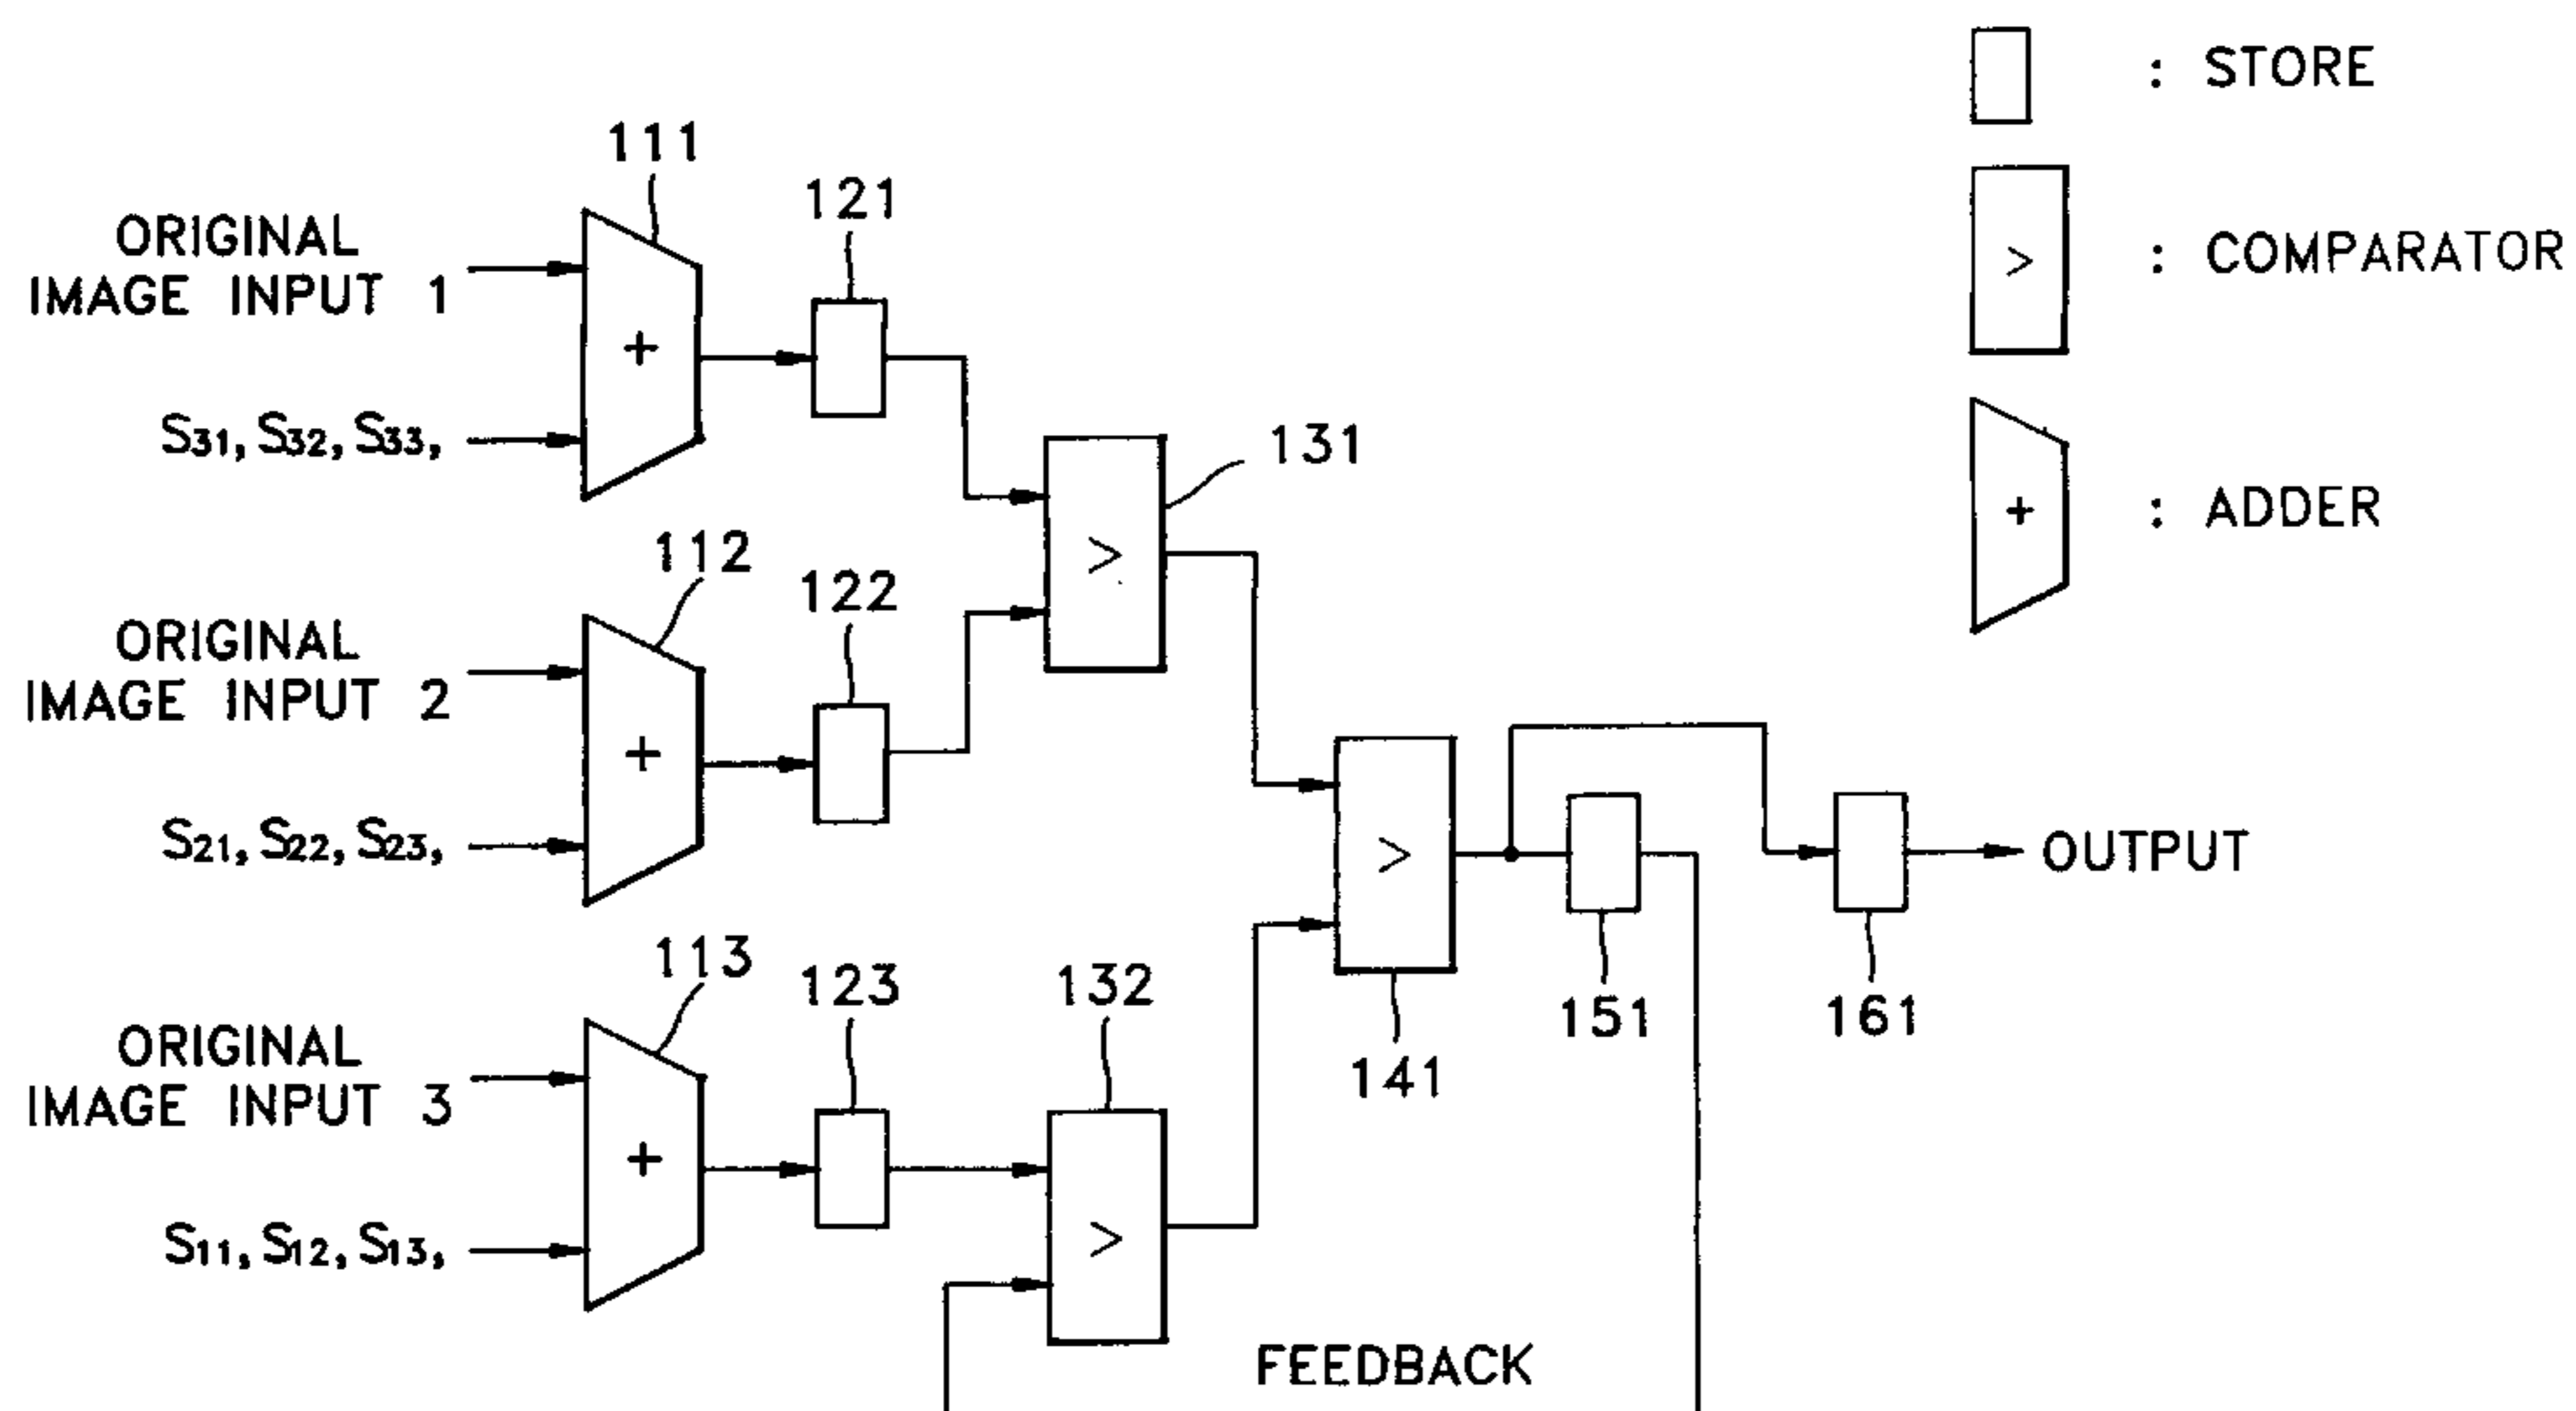 : STORE
>
: COMPARATOR
+
: ADDER
111
121
ORIGINAL
IMAGE INPUT 1
+
S31, S32, S33,
131
>
112
122
ORIGINAL
IMAGE INPUT 2
+
S21, S22, S23,
>
OUTPUT
141
151
161
113
123
132
ORIGINAL
IMAGE INPUT 3
+
S11, S12, S13,
>
FEEDBACK